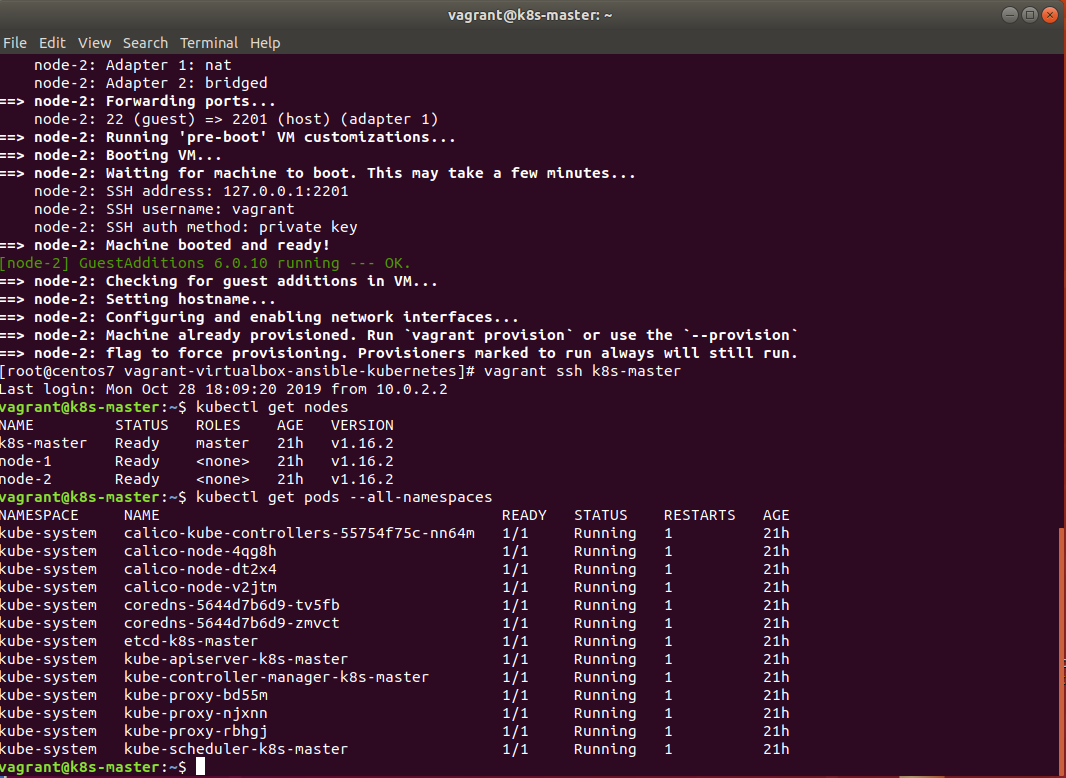 vagrant@k8s-master: ~
File Edit View Search Terminal Help
    node-2: Adapter 1: nat
    node-2: Adapter 2: bridged
==> node-2: Forwarding ports...
    node-2: 22 (guest) => 2201 (host) (adapter 1)
==> node-2: Running 'pre-boot' VM customizations...
==> node-2: Booting VM...
==> node-2: Waiting for machine to boot. This may take a few minutes...
    node-2: SSH address: 127.0.0.1:2201
    node-2: SSH username: vagrant
    node-2: SSH auth method: private key
==> node-2: Machine booted and ready!
[node-2] GuestAdditions 6.0.10 running --- OK.
==> node-2: Checking for guest additions in VM...
==> node-2: Setting hostname...
==> node-2: Configuring and enabling network interfaces...
==> node-2: Machine already provisioned. Run `vagrant provision` or use the `--provision`
==> node-2: flag to force provisioning. Provisioners marked to run always will still run.
[root@centos7 vagrant-virtualbox-ansible-kubernetes]# vagrant ssh k8s-master
Last login: Mon Oct 28 18:09:20 2019 from 10.0.2.2
vagrant@k8s-master:~$ kubectl get nodes
NAME         STATUS   ROLES    AGE   VERSION
k8s-master   Ready    master   21h   v1.16.2
node-1       Ready    <none>   21h   v1.16.2
node-2       Ready    <none>   21h   v1.16.2
vagrant@k8s-master:~$ kubectl get pods --all-namespaces
NAMESPACE     NAME                                      READY   STATUS    RESTARTS   AGE
kube-system   calico-kube-controllers-55754f75c-nn64m   1/1     Running   1          21h
kube-system   calico-node-4qg8h                         1/1     Running   1          21h
kube-system   calico-node-dt2x4                         1/1     Running   1          21h
kube-system   calico-node-v2jtm                         1/1     Running   1          21h
kube-system   coredns-5644d7b6d9-tv5fb                  1/1     Running   1          21h
kube-system   coredns-5644d7b6d9-zmvct                  1/1     Running   1          21h
kube-system   etcd-k8s-master                           1/1     Running   1          21h
kube-system   kube-apiserver-k8s-master                 1/1     Running   1          21h
kube-system   kube-controller-manager-k8s-master        1/1     Running   1          21h
kube-system   kube-proxy-bd55m                          1/1     Running   1          21h
kube-system   kube-proxy-njxnn                          1/1     Running   1          21h
kube-system   kube-proxy-rbhgj                          1/1     Running   1          21h
kube-system   kube-scheduler-k8s-master                 1/1     Running   1          21h
vagrant@k8s-master:~$